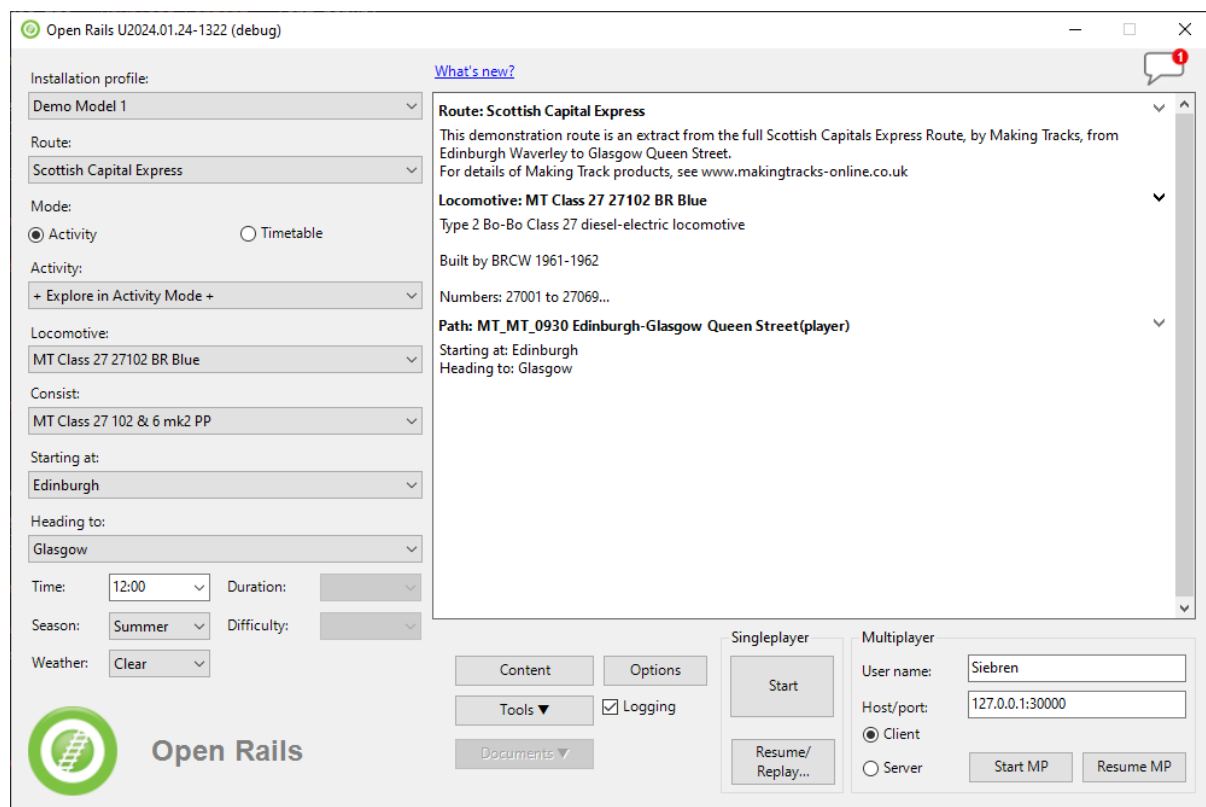 Open Rails U2024.01.24-1322 (debug)
Installation profile:
Demo Model 1
Route:
Scottish Capital Express
Mode:
Activity
Timetable
Activity:
+ Explore in Activity Mode +
Locomotive:
MT Class 27 27102 BR Blue
Consist:
MT Class 27 102 & 6 mk2 PP
Starting at:
Edinburgh
Heading to:
Glasgow
Time:
12:00
Duration:
Season:
Summer
Difficulty:
Weather:
Clear
Open Rails
What's new?
1
Route: Scottish Capital Express
This demonstration route is an extract from the full Scottish Capitals Express Route, by Making Tracks, from
Edinburgh Waverley to Glasgow Queen Street.
For details of Making Track products, see www.makingtracks-online.co.uk
Locomotive: MT Class 27 27102 BR Blue
Type 2 Bo-Bo Class 27 diesel-electric locomotive
Built by BRCW 1961-1962
Numbers: 27001 to 27069...
Path: MT_MT_0930 Edinburgh-Glasgow Queen Street(player)
Starting at: Edinburgh
Heading to: Glasgow
Content
Options
Tools ▼
Logging
Documents ▼
Singleplayer
Start
Resume/
Replay...
Multiplayer
User name:
Siebren
Host/port:
127.0.0.1:30000
Client
Server
Start MP
Resume MP